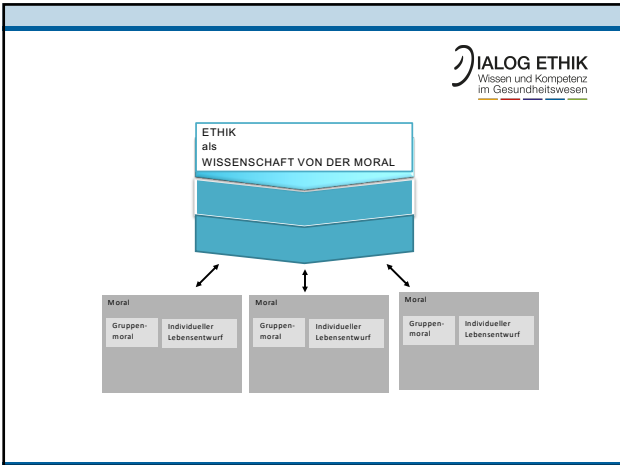 IALOG ETHIK
Wissen und Kompetenz
im Gesundheitswesen
ETHIK
als
WISSENSCHAFT VON DER MORAL
Moral
Gruppen-
moral
Individueller
Lebensentwurf
Moral
Gruppen-
moral
Individueller
Lebensentwurf
Moral
Gruppen-
moral
Individueller
Lebensentwurf